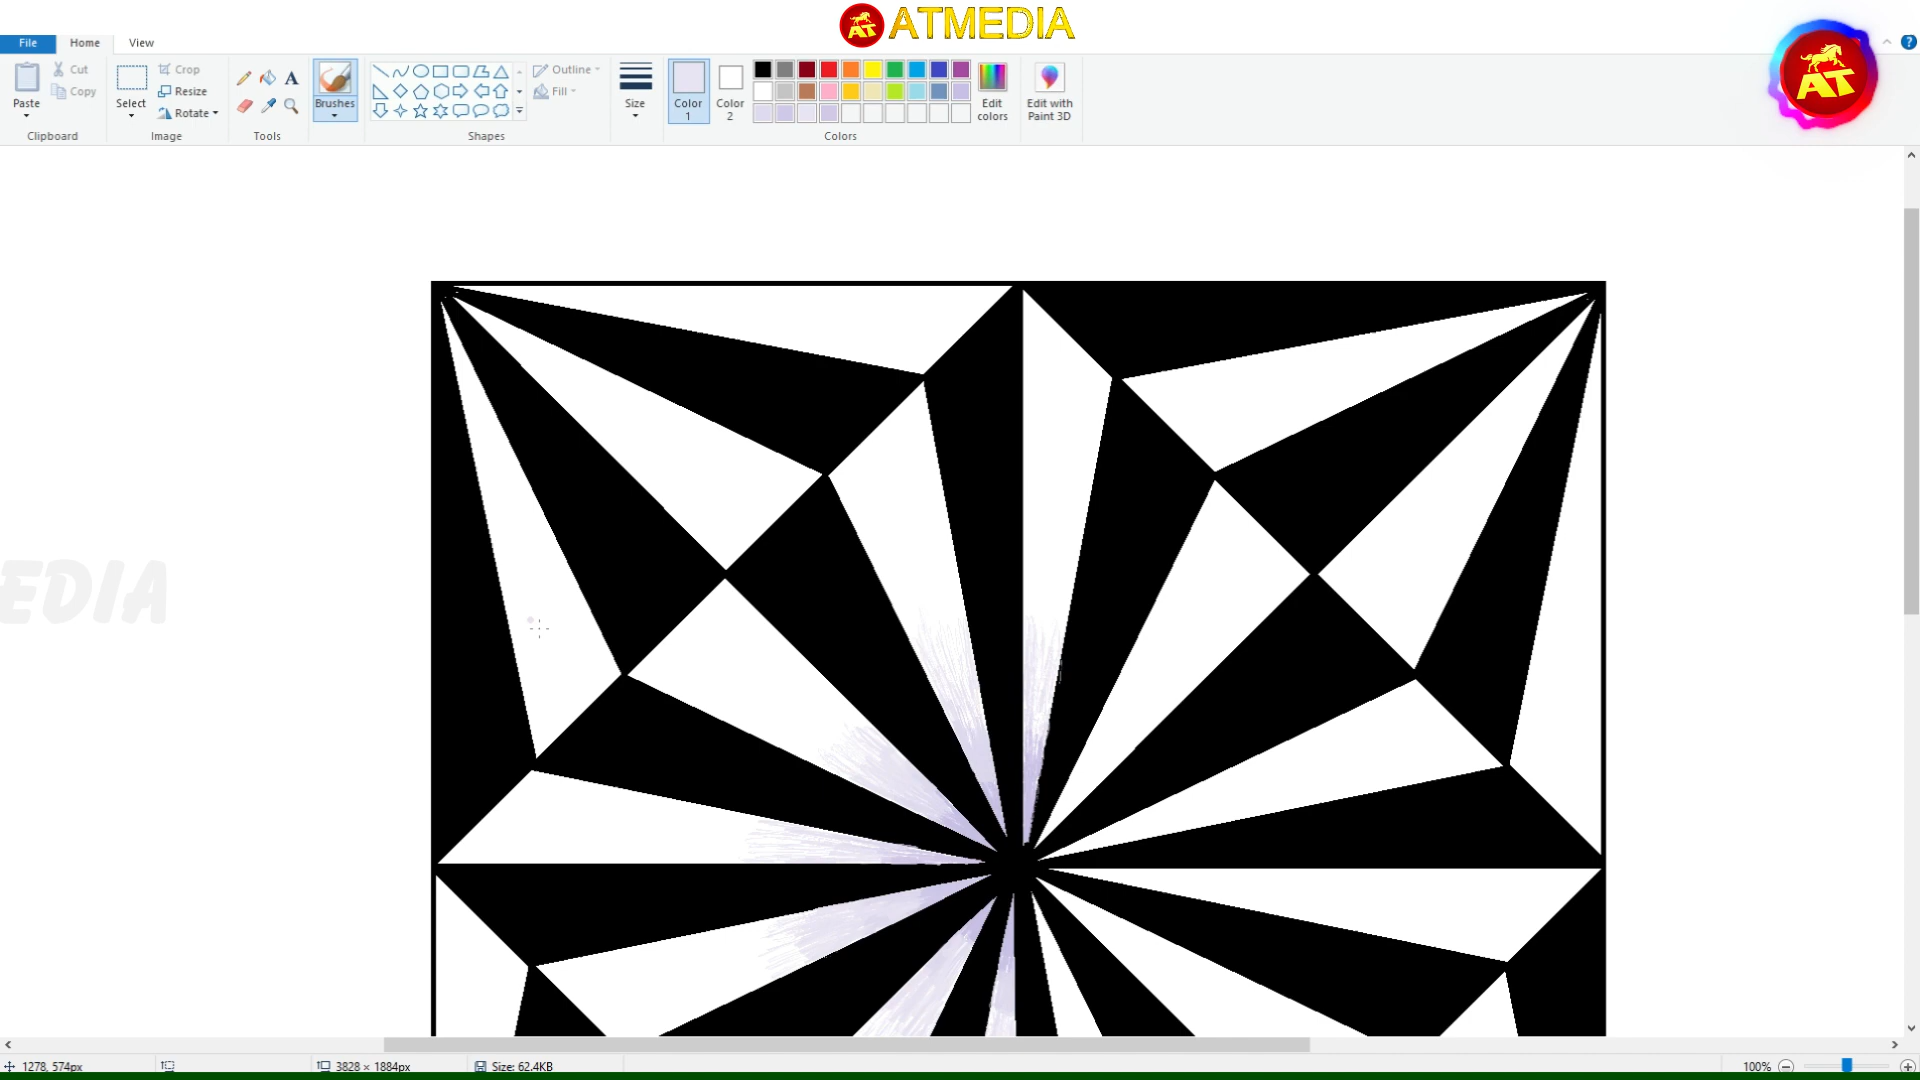 ATMEDIA
AT
File Home View
Paste Cut Copy
Clipboard
Select Crop Resize Rotate
Image
A
Tools
Brushes
Shapes
Outline Fill
Size
Color 1 Color 2
Edit colors
Colors
Edit with Paint 3D
AT
?
EDIA
1278, 574px
3828 × 1884px
Size: 62.4KB
100%